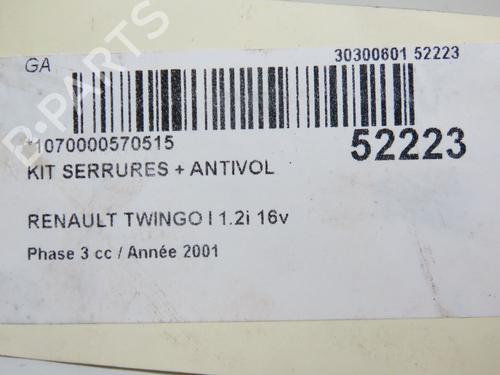 GA
30300601 52223
*1070000570515
52223
KIT SERRURES + ANTIVOL
RENAULT TWINGO I 1.2i 16v
Phase 3 cc / Année 2001
B-PARTS